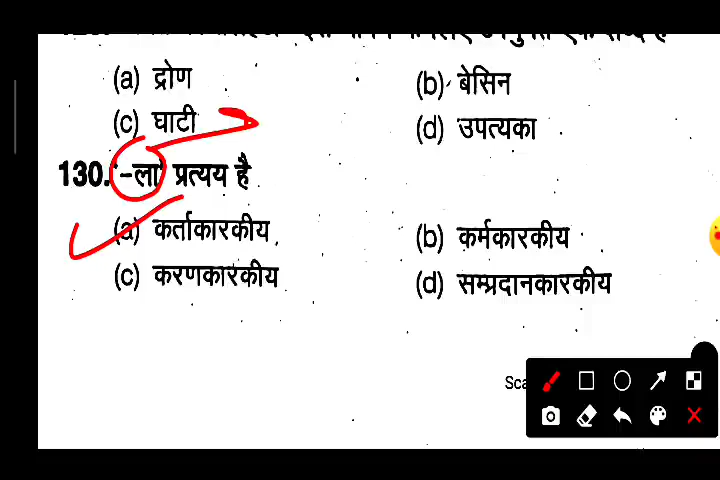 (a) द्रोण (b) बेसिन
(c) घाटी (d) उपत्यका
130. '-ला' प्रत्यय है
(a) कर्ताकारकीय (b) कर्मकारकीय
(c) करणकारकीय (d) सम्प्रदानकारकीय